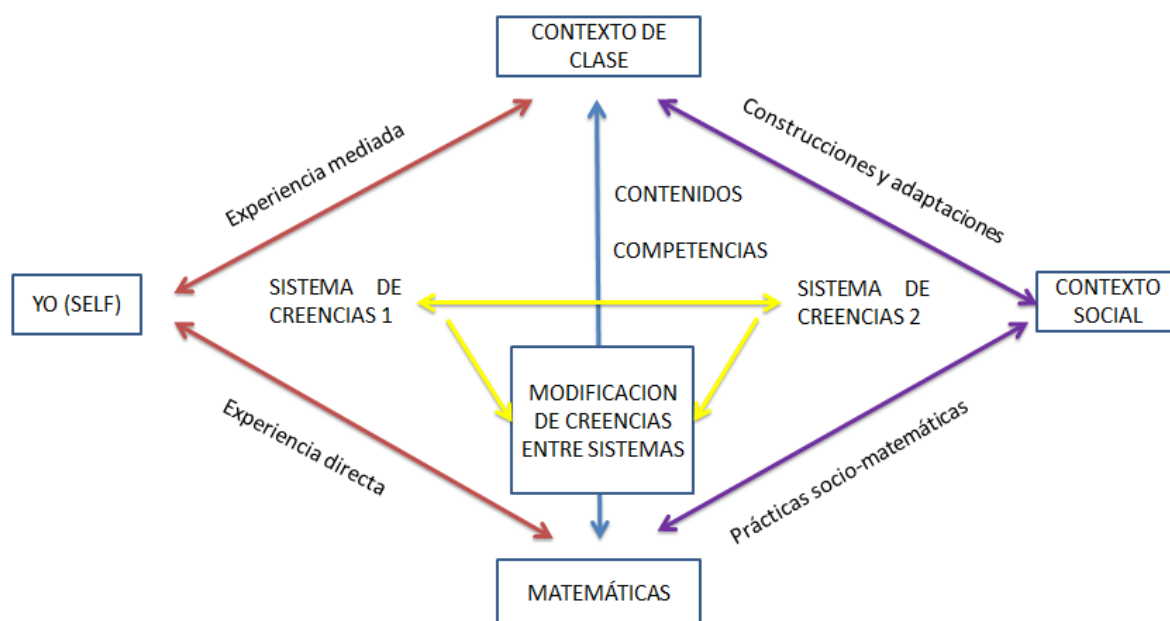 CONTEXTO DE
CLASE
Experiencia mediada
Construcciones y adaptaciones
CONTENIDOS
COMPETENCIAS
YO (SELF)
SISTEMA DE
CREENCIAS 1
SISTEMA DE
CREENCIAS 2
CONTEXTO
SOCIAL
MODIFICACION
DE CREENCIAS
ENTRE SISTEMAS
Experiencia directa
Prácticas socio-matemáticas
MATEMÁTICAS